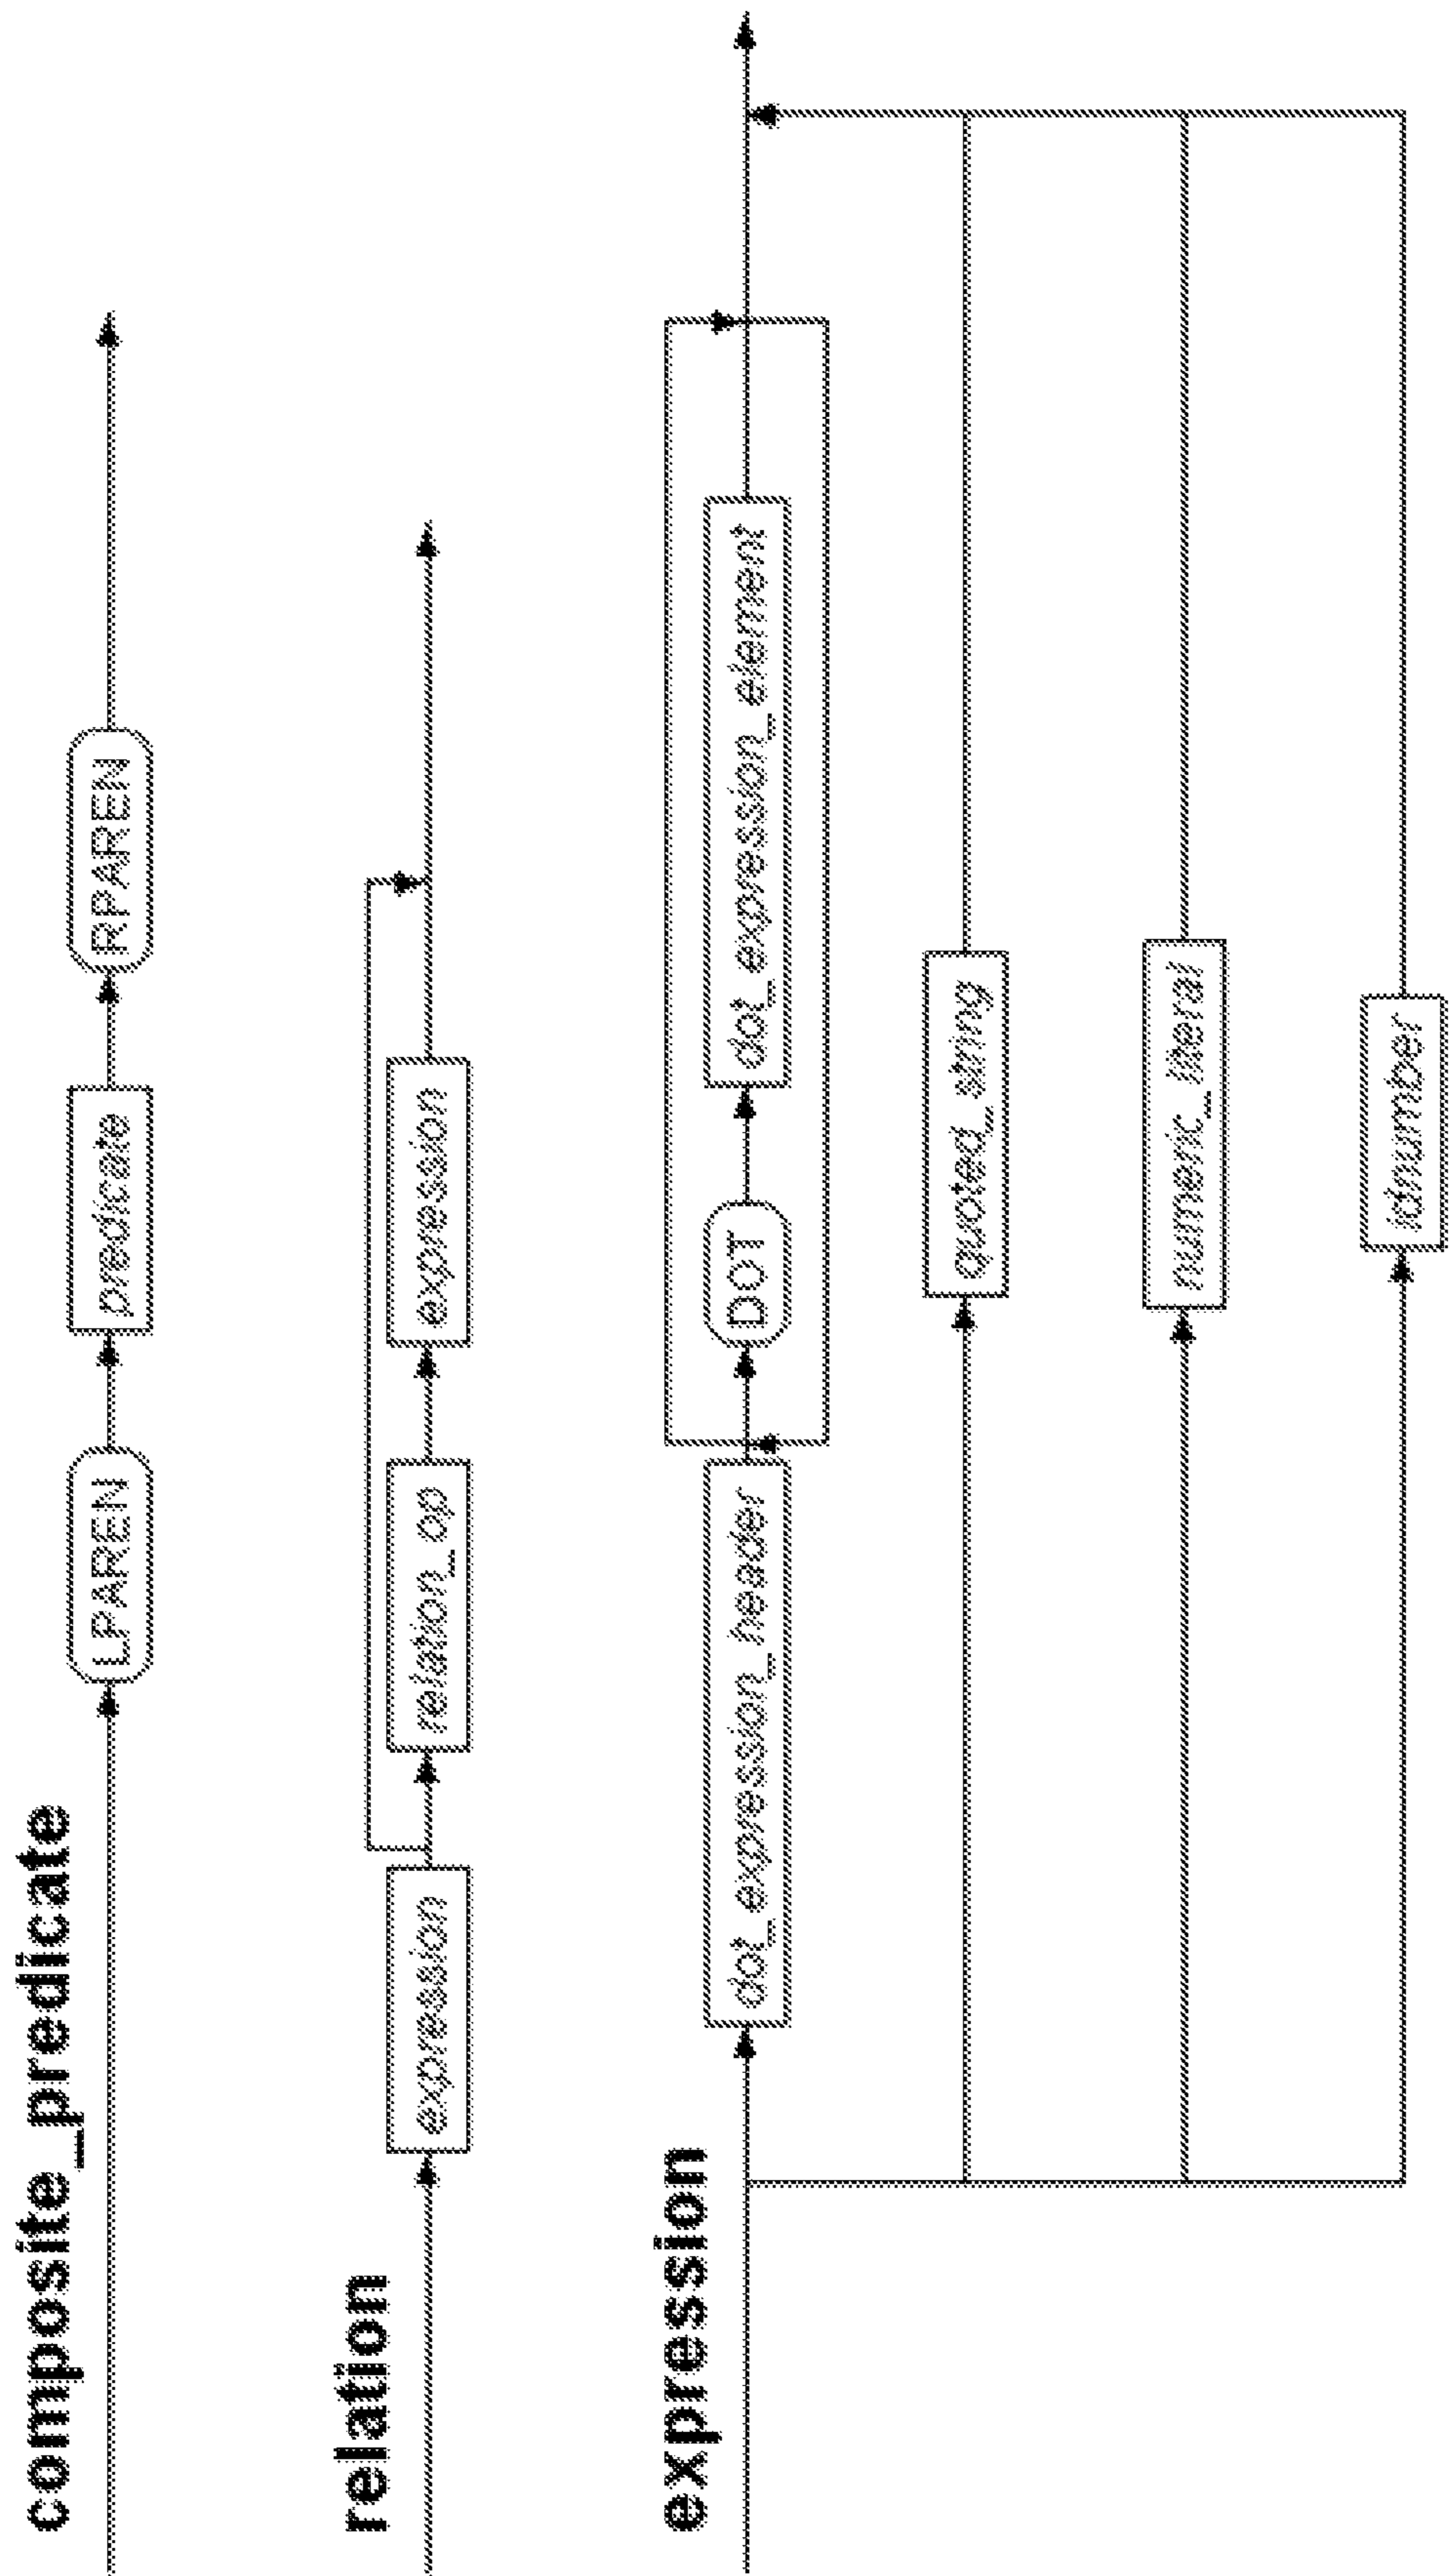 composite_predicate
LPAREN predicate RPAREN
relation
expression relation_op expression
expression
dot_expression_header DOT dot_expression_element
quoted_string
numeric_literal
idnumber